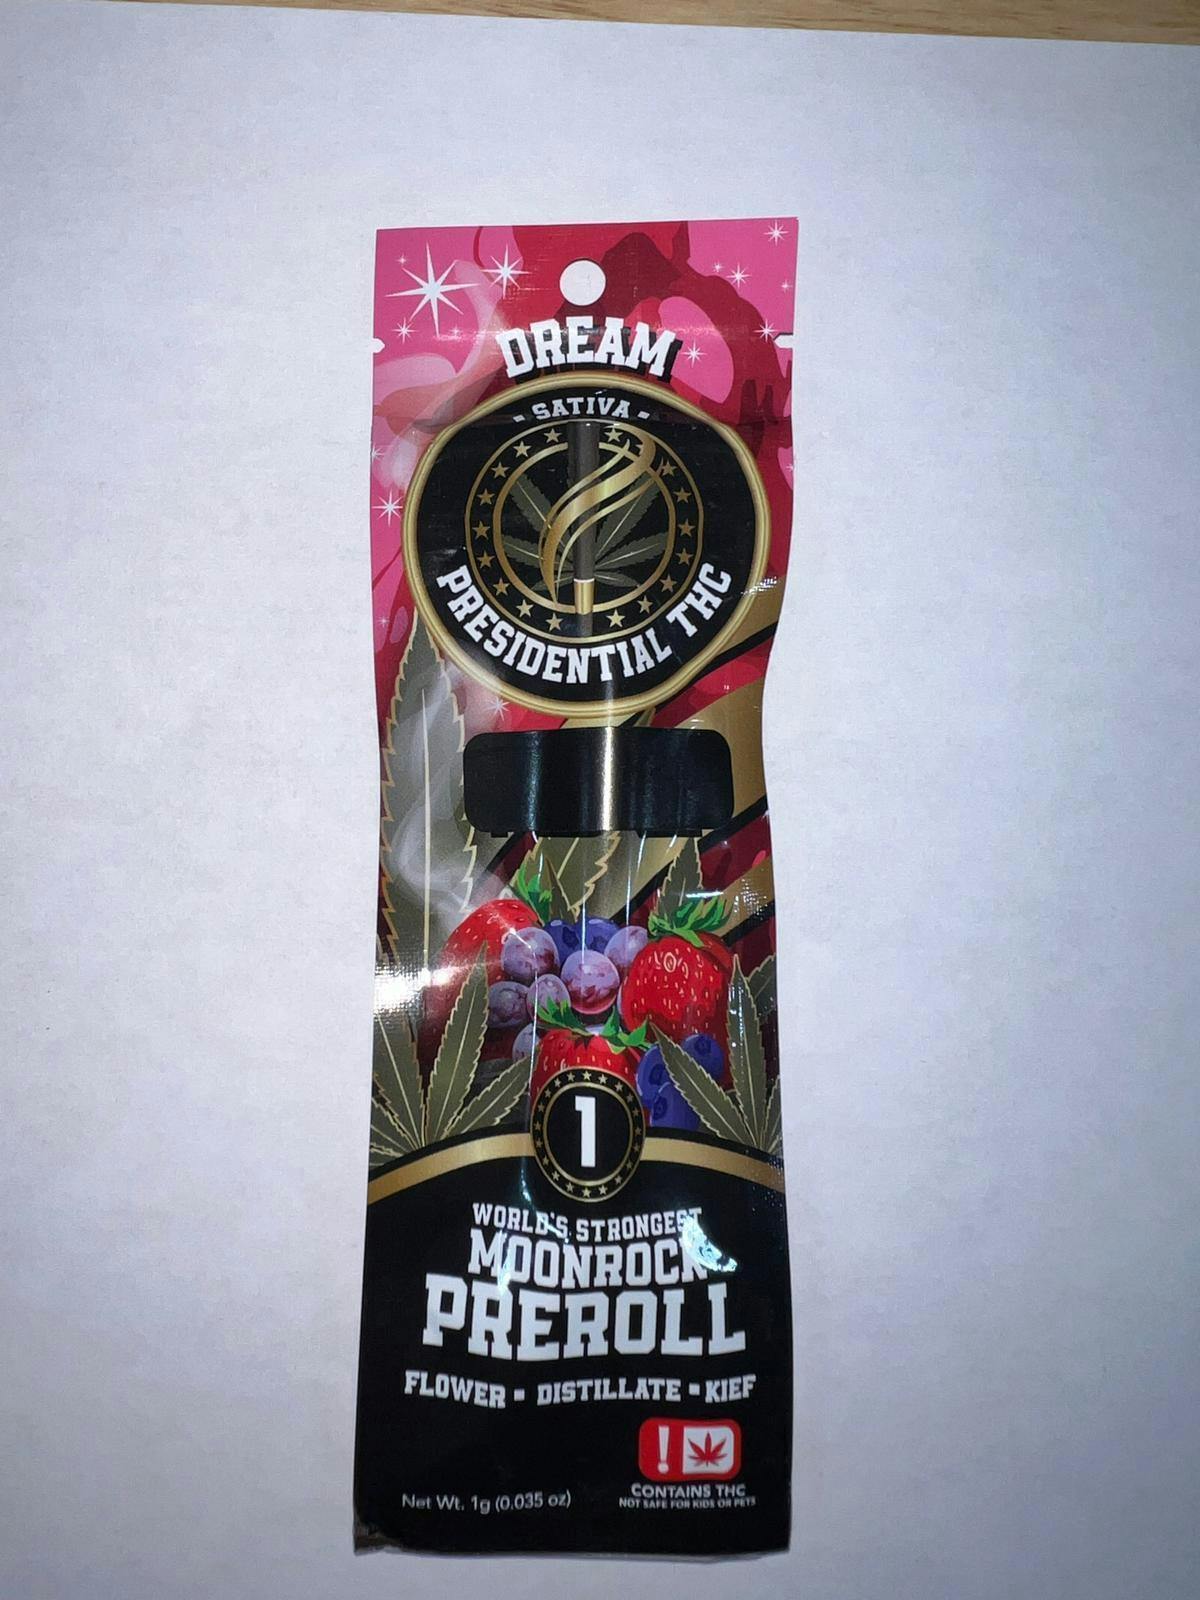 DREAM
- SATIVA -
PRESIDENTIAL THC
1
WORLD'S STRONGEST
MOONROCK
PREROLL
FLOWER - DISTILLATE - KIEF
!
CONTAINS THC
NOT SAFE FOR KIDS OR PETS
Net Wt. 1g (0.035 oz)